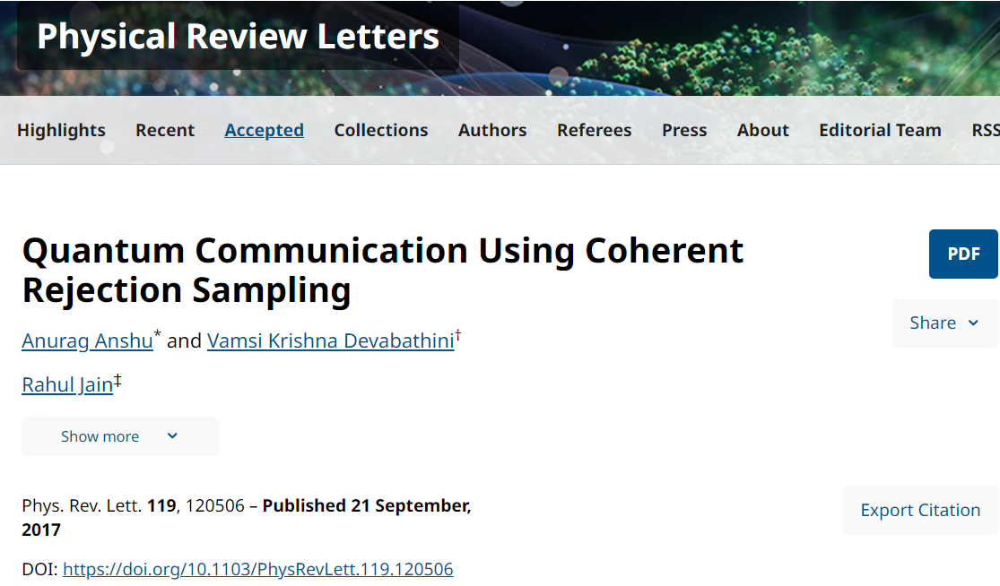 Physical Review Letters
Highlights Recent Accepted Collections Authors Referees Press About Editorial Team RSS
Quantum Communication Using Coherent
Rejection Sampling
PDF
Share
Anurag Anshu* and Vamsi Krishna Devabathini†
Rahul Jain‡
Show more
Phys. Rev. Lett. 119, 120506 – Published 21 September,
2017
Export Citation
DOI: https://doi.org/10.1103/PhysRevLett.119.120506